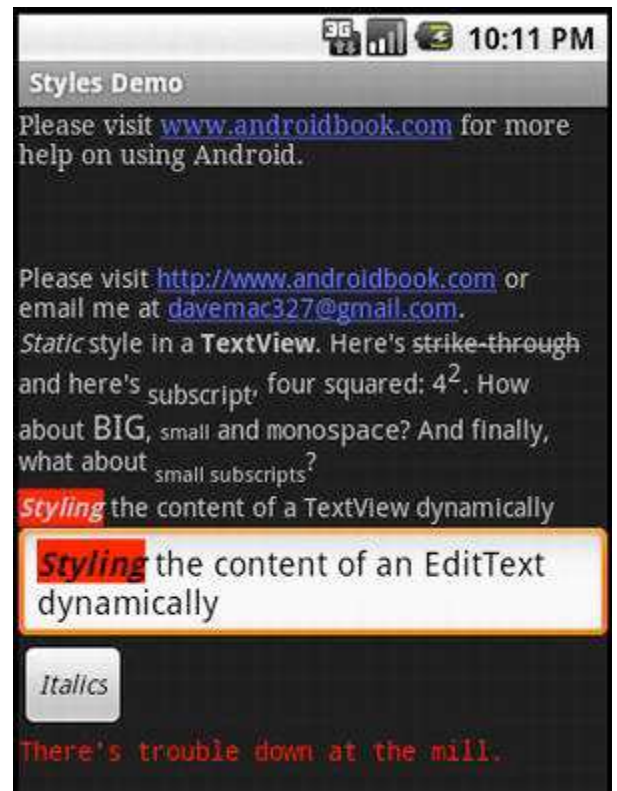 3G
10:11 PM
Styles Demo
Please visit www.androidbook.com for more
help on using Android.
Please visit http://www.androidbook.com or
email me at davemac327@gmail.com.
Static style in a TextView. Here's strike-through
and here's subscript, four squared: 4². How
about BIG, small and monospace? And finally,
what about small subscripts?
Styling the content of a TextView dynamically
Styling the content of an EditText
dynamically
Italics
There's trouble down at the mill.